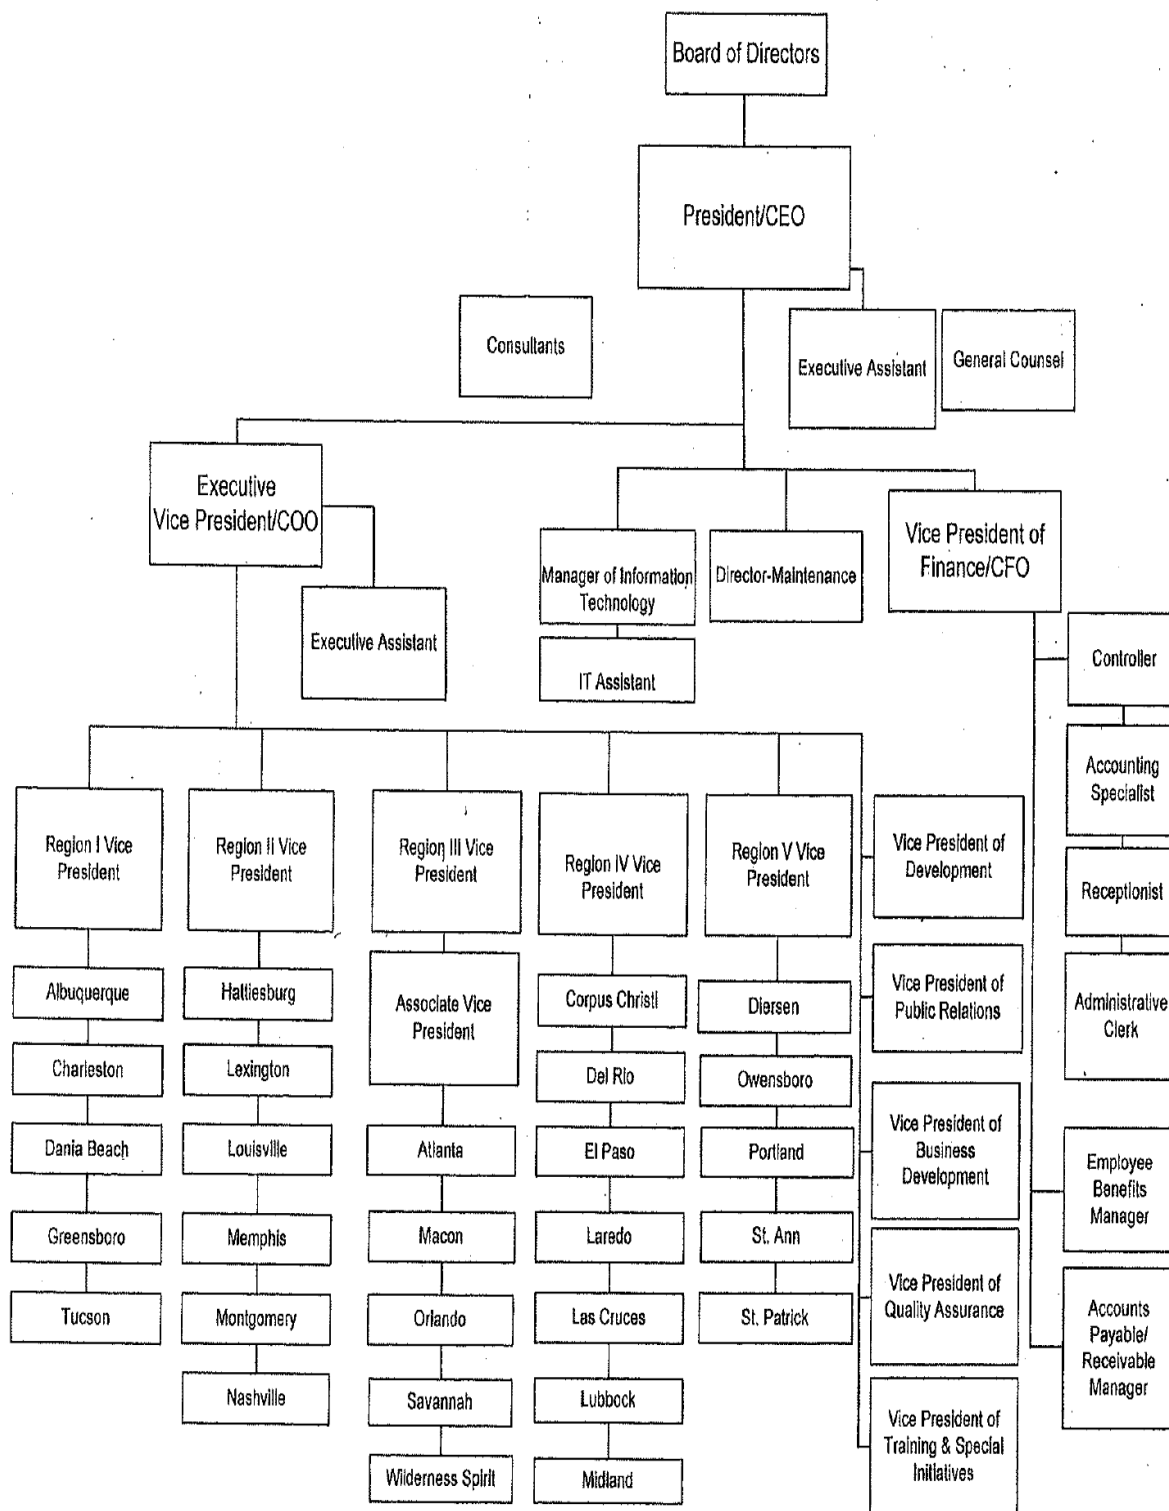 Board of Directors
President/CEO
Consultants
Executive Assistant
General Counsel
Executive
Vice President/COO
Executive Assistant
Manager of Information
Technology
IT Assistant
Director-Maintenance
Vice President of
Finance/CFO
Controller
Accounting
Specialist
Receptionist
Administrative
Clerk
Employee
Benefits
Manager
Accounts
Payable/
Receivable
Manager
Region I Vice
President
Albuquerque
Charleston
Dania Beach
Greensboro
Tucson
Region II Vice
President
Hattiesburg
Lexington
Louisville
Memphis
Montgomery
Nashville
Region III Vice
President
Associate Vice
President
Atlanta
Macon
Orlando
Savannah
Wilderness Spirit
Region IV Vice
President
Corpus Christi
Del Rio
El Paso
Laredo
Las Cruces
Lubbock
Midland
Region V Vice
President
Diersen
Owensboro
Portland
St. Ann
St. Patrick
Vice President of
Development
Vice President of
Public Relations
Vice President of
Business
Development
Vice President of
Quality Assurance
Vice President of
Training & Special
Initiatives